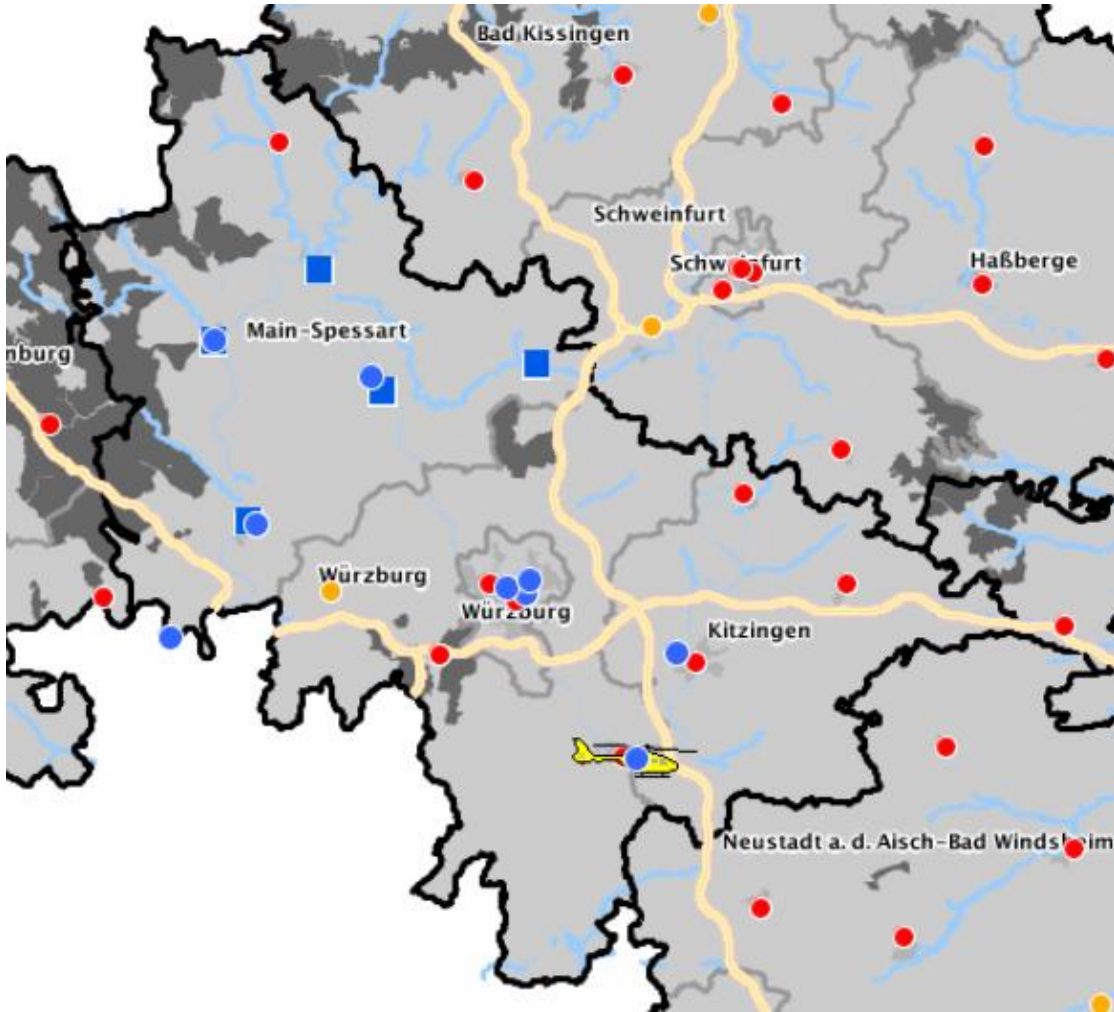 Bad Kissingen
Schweinfurt
Schweinfurt
Haßberge
Main-Spessart
nburg
Würzburg
Würzburg
Kitzingen
Neustadt a. d. Aisch-Bad Windsheim